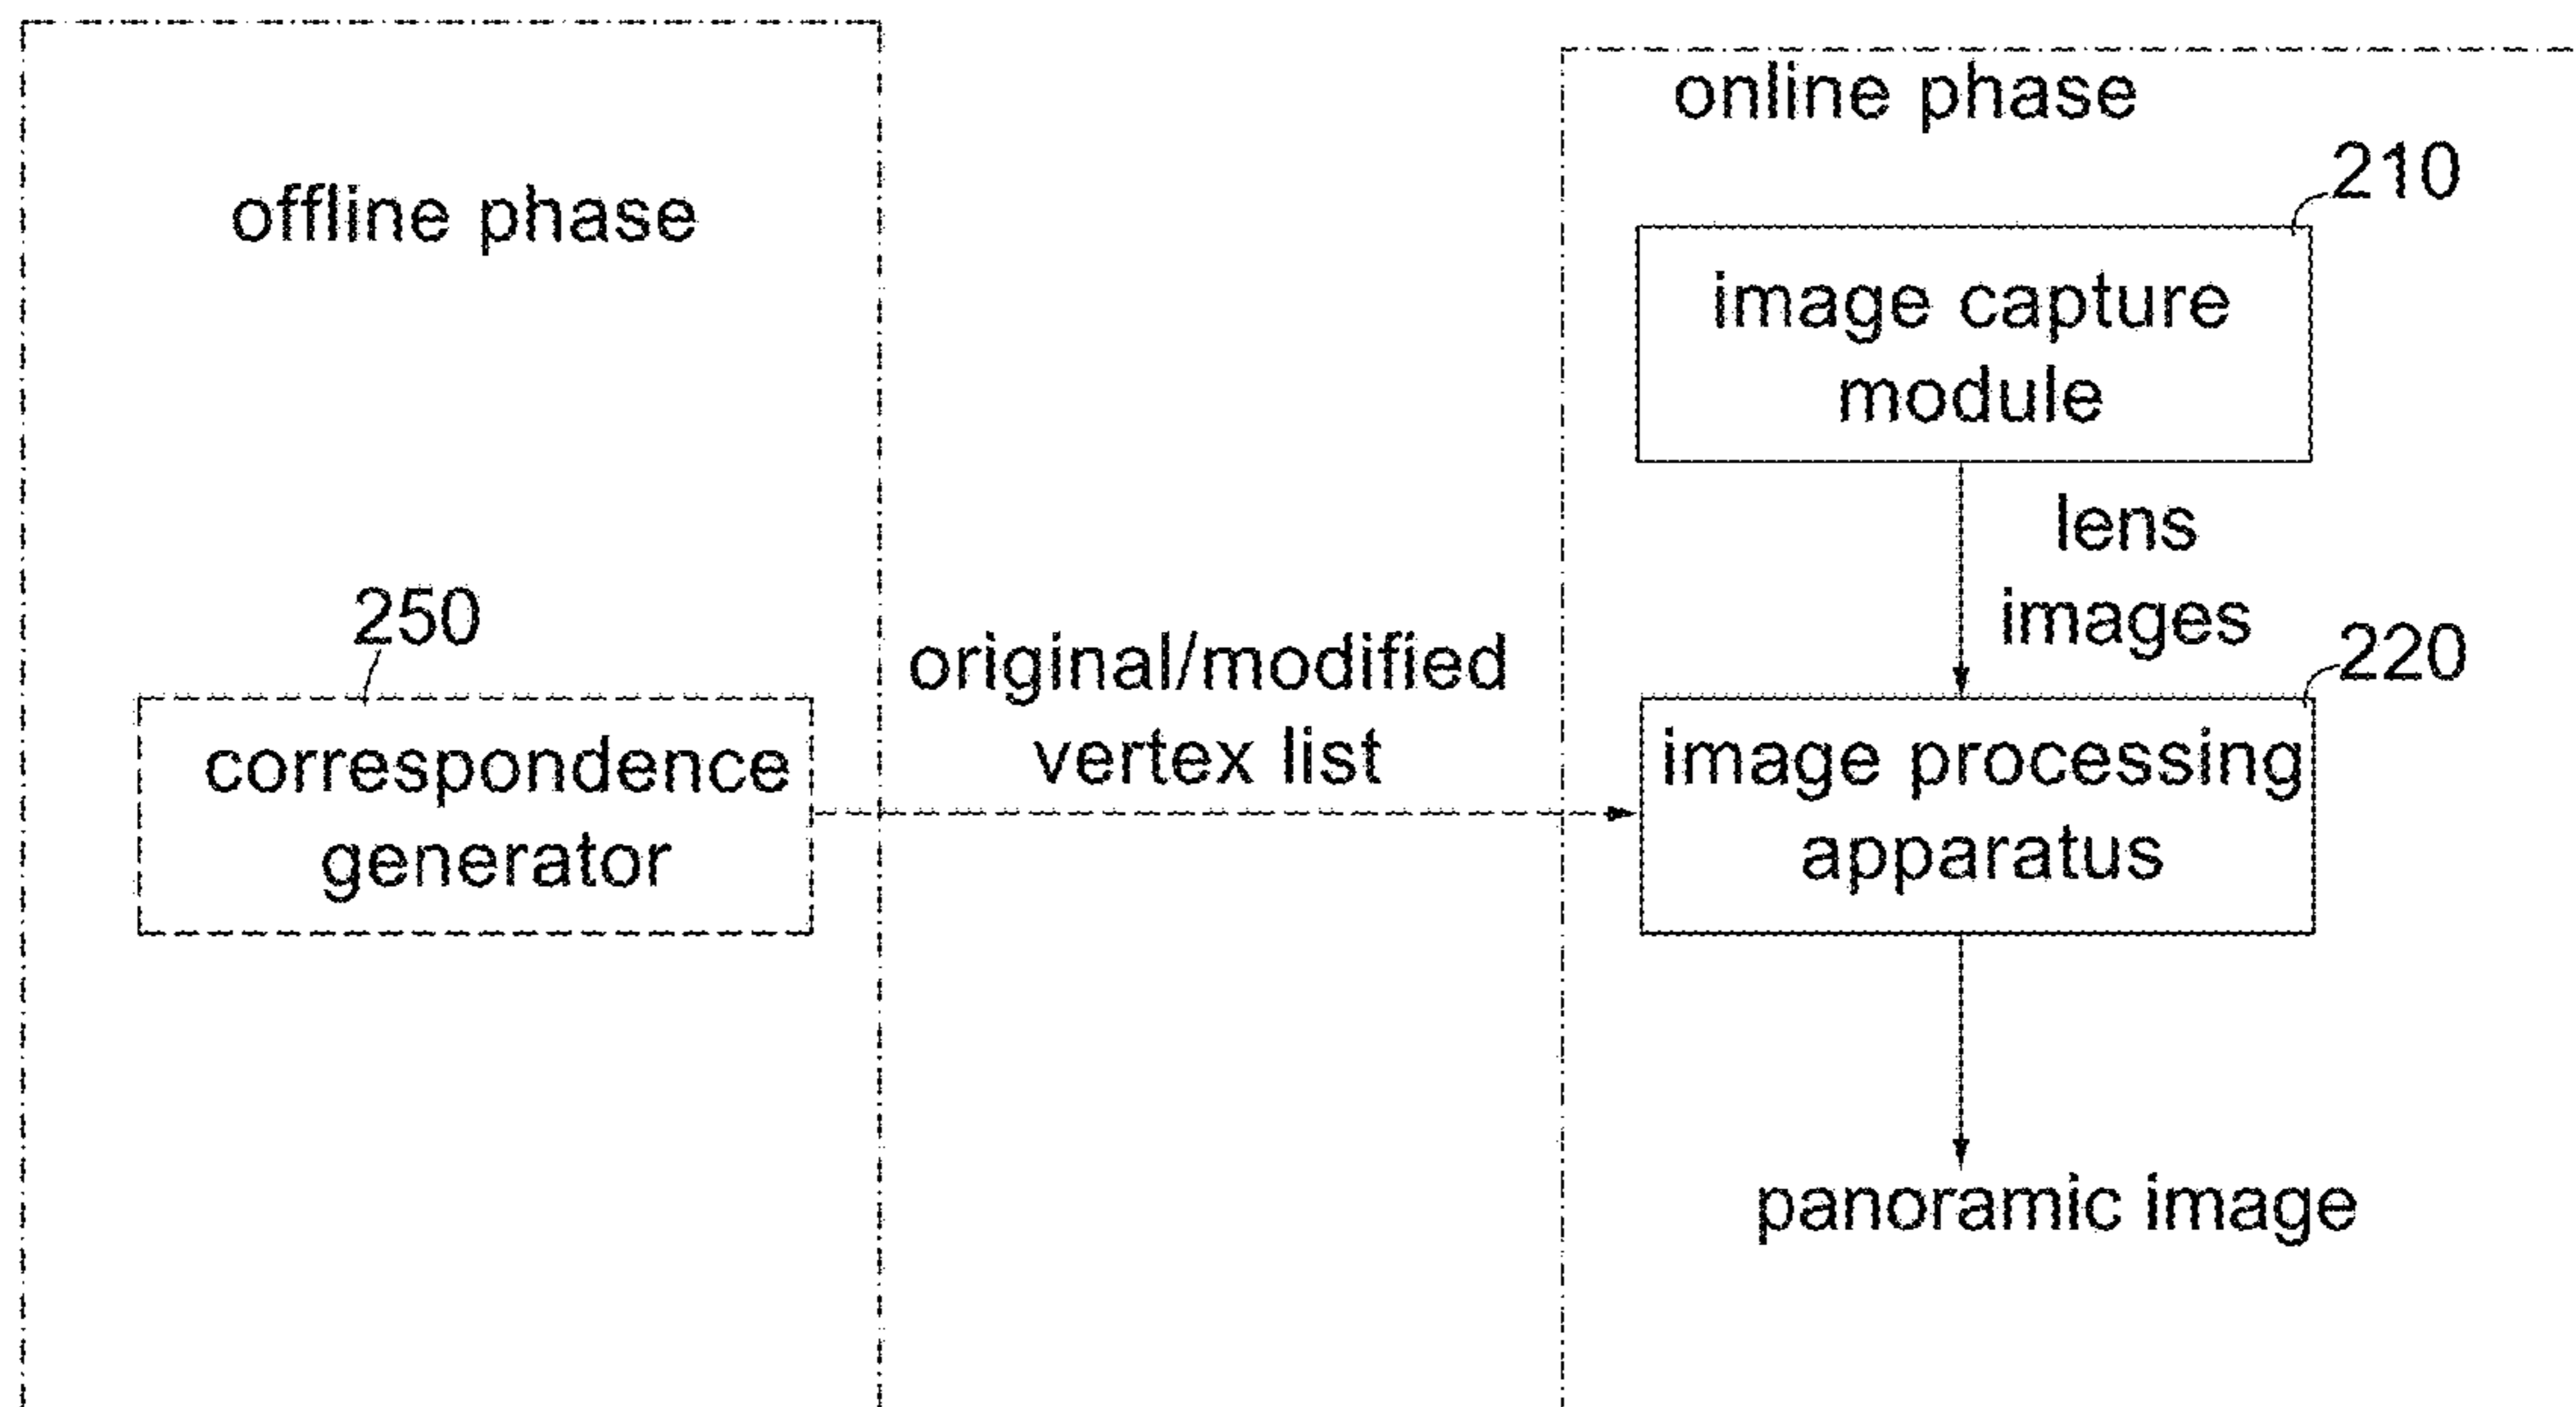 offline phase
250
correspondence
generator
original/modified
vertex list
online phase
210
image capture
module
lens
images
220
image processing
apparatus
panoramic image